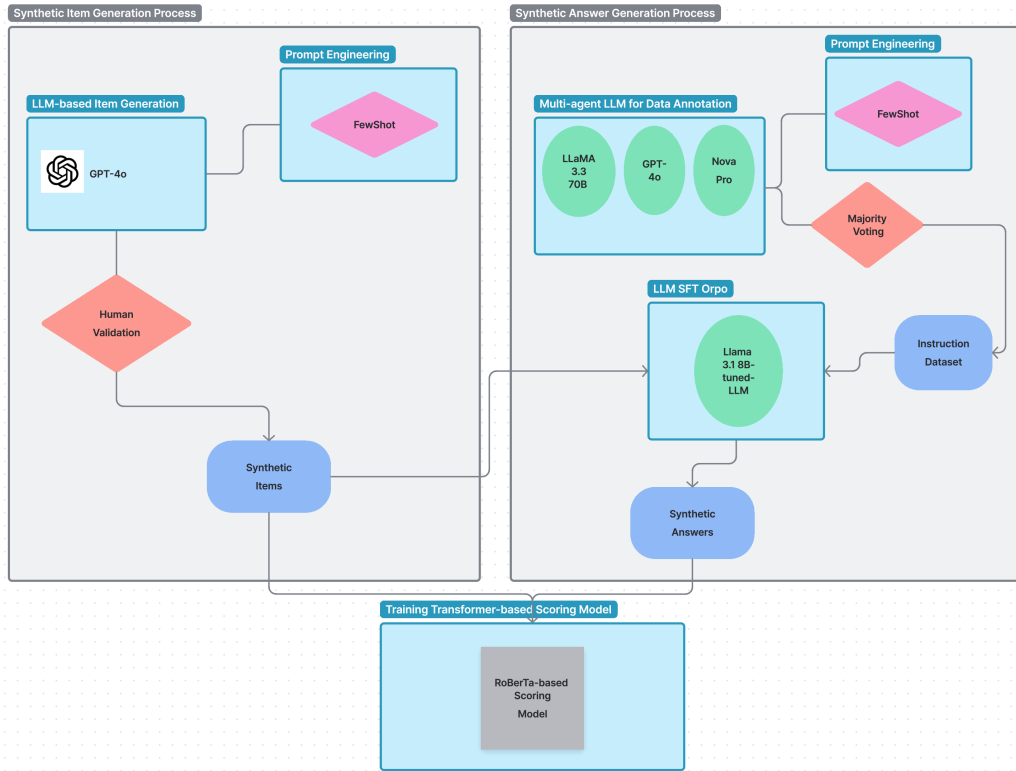 Synthetic Item Generation Process
Prompt Engineering
FewShot
LLM-based Item Generation
GPT-4o
Human
Validation
Synthetic
Items
Synthetic Answer Generation Process
Prompt Engineering
FewShot
Multi-agent LLM for Data Annotation
LLaMA
3.3
70B
GPT-
4o
Nova
Pro
Majority
Voting
LLM SFT Orpo
Llama
3.1 8B-
tuned-
LLM
Instruction
Dataset
Synthetic
Answers
Training Transformer-based Scoring Model
RoBerTa-based
Scoring
Model